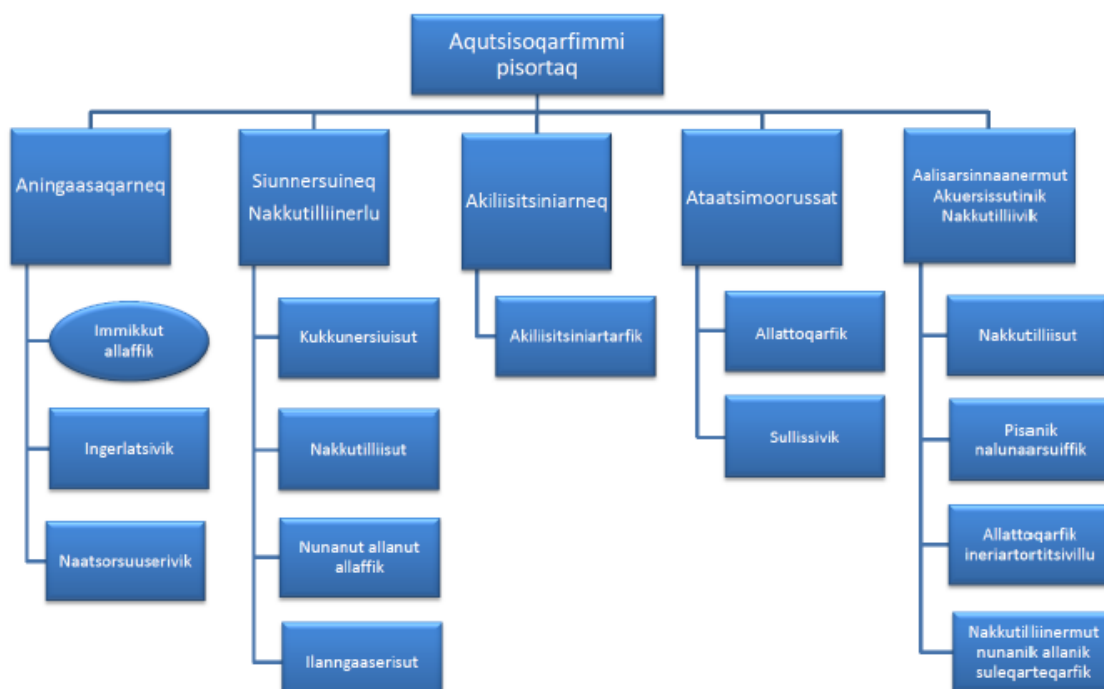 Aqutsisoqarfimmi
pisortaq
Aningaasaqarneq
Siunnersuineq
Nakkutilliinerlu
Akiliisitsiniarneq
Ataatsimoorussat
Aalisarsinnaanermut
Akuersissutinik
Nakkutilliivik
Immikkut
allaffik
Ingerlatsivik
Naatsorsuuserivik
Kukkunersiuisut
Nakkutilliisut
Nunanut allanut
allaffik
Ilanngaaserisut
Akiliisitsiniartarfik
Allattoqarfik
Sullissivik
Nakkutilliisut
Pisanik
nalunaarsuiffik
Allattoqarfik
ineriartortitsivillu
Nakkutilliinermut
nunanik allanik
suleqarteqarfik